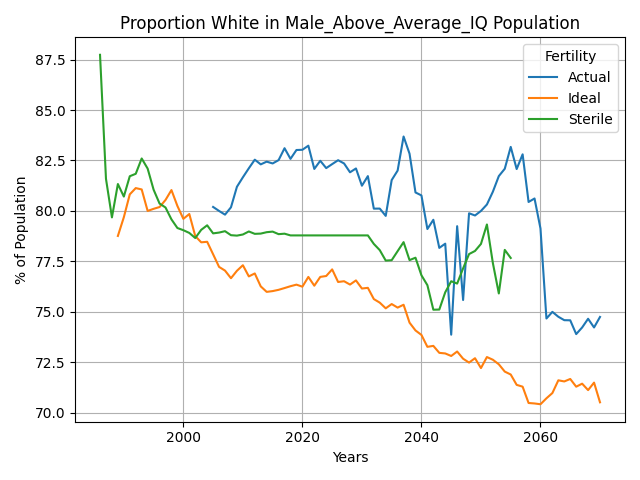 Proportion White in Male_Above_Average_IQ Population
% of Population
87.5
85.0
82.5
80.0
77.5
75.0
72.5
70.0
Fertility
Actual
Ideal
Sterile
2000
2020
2040
2060
Years